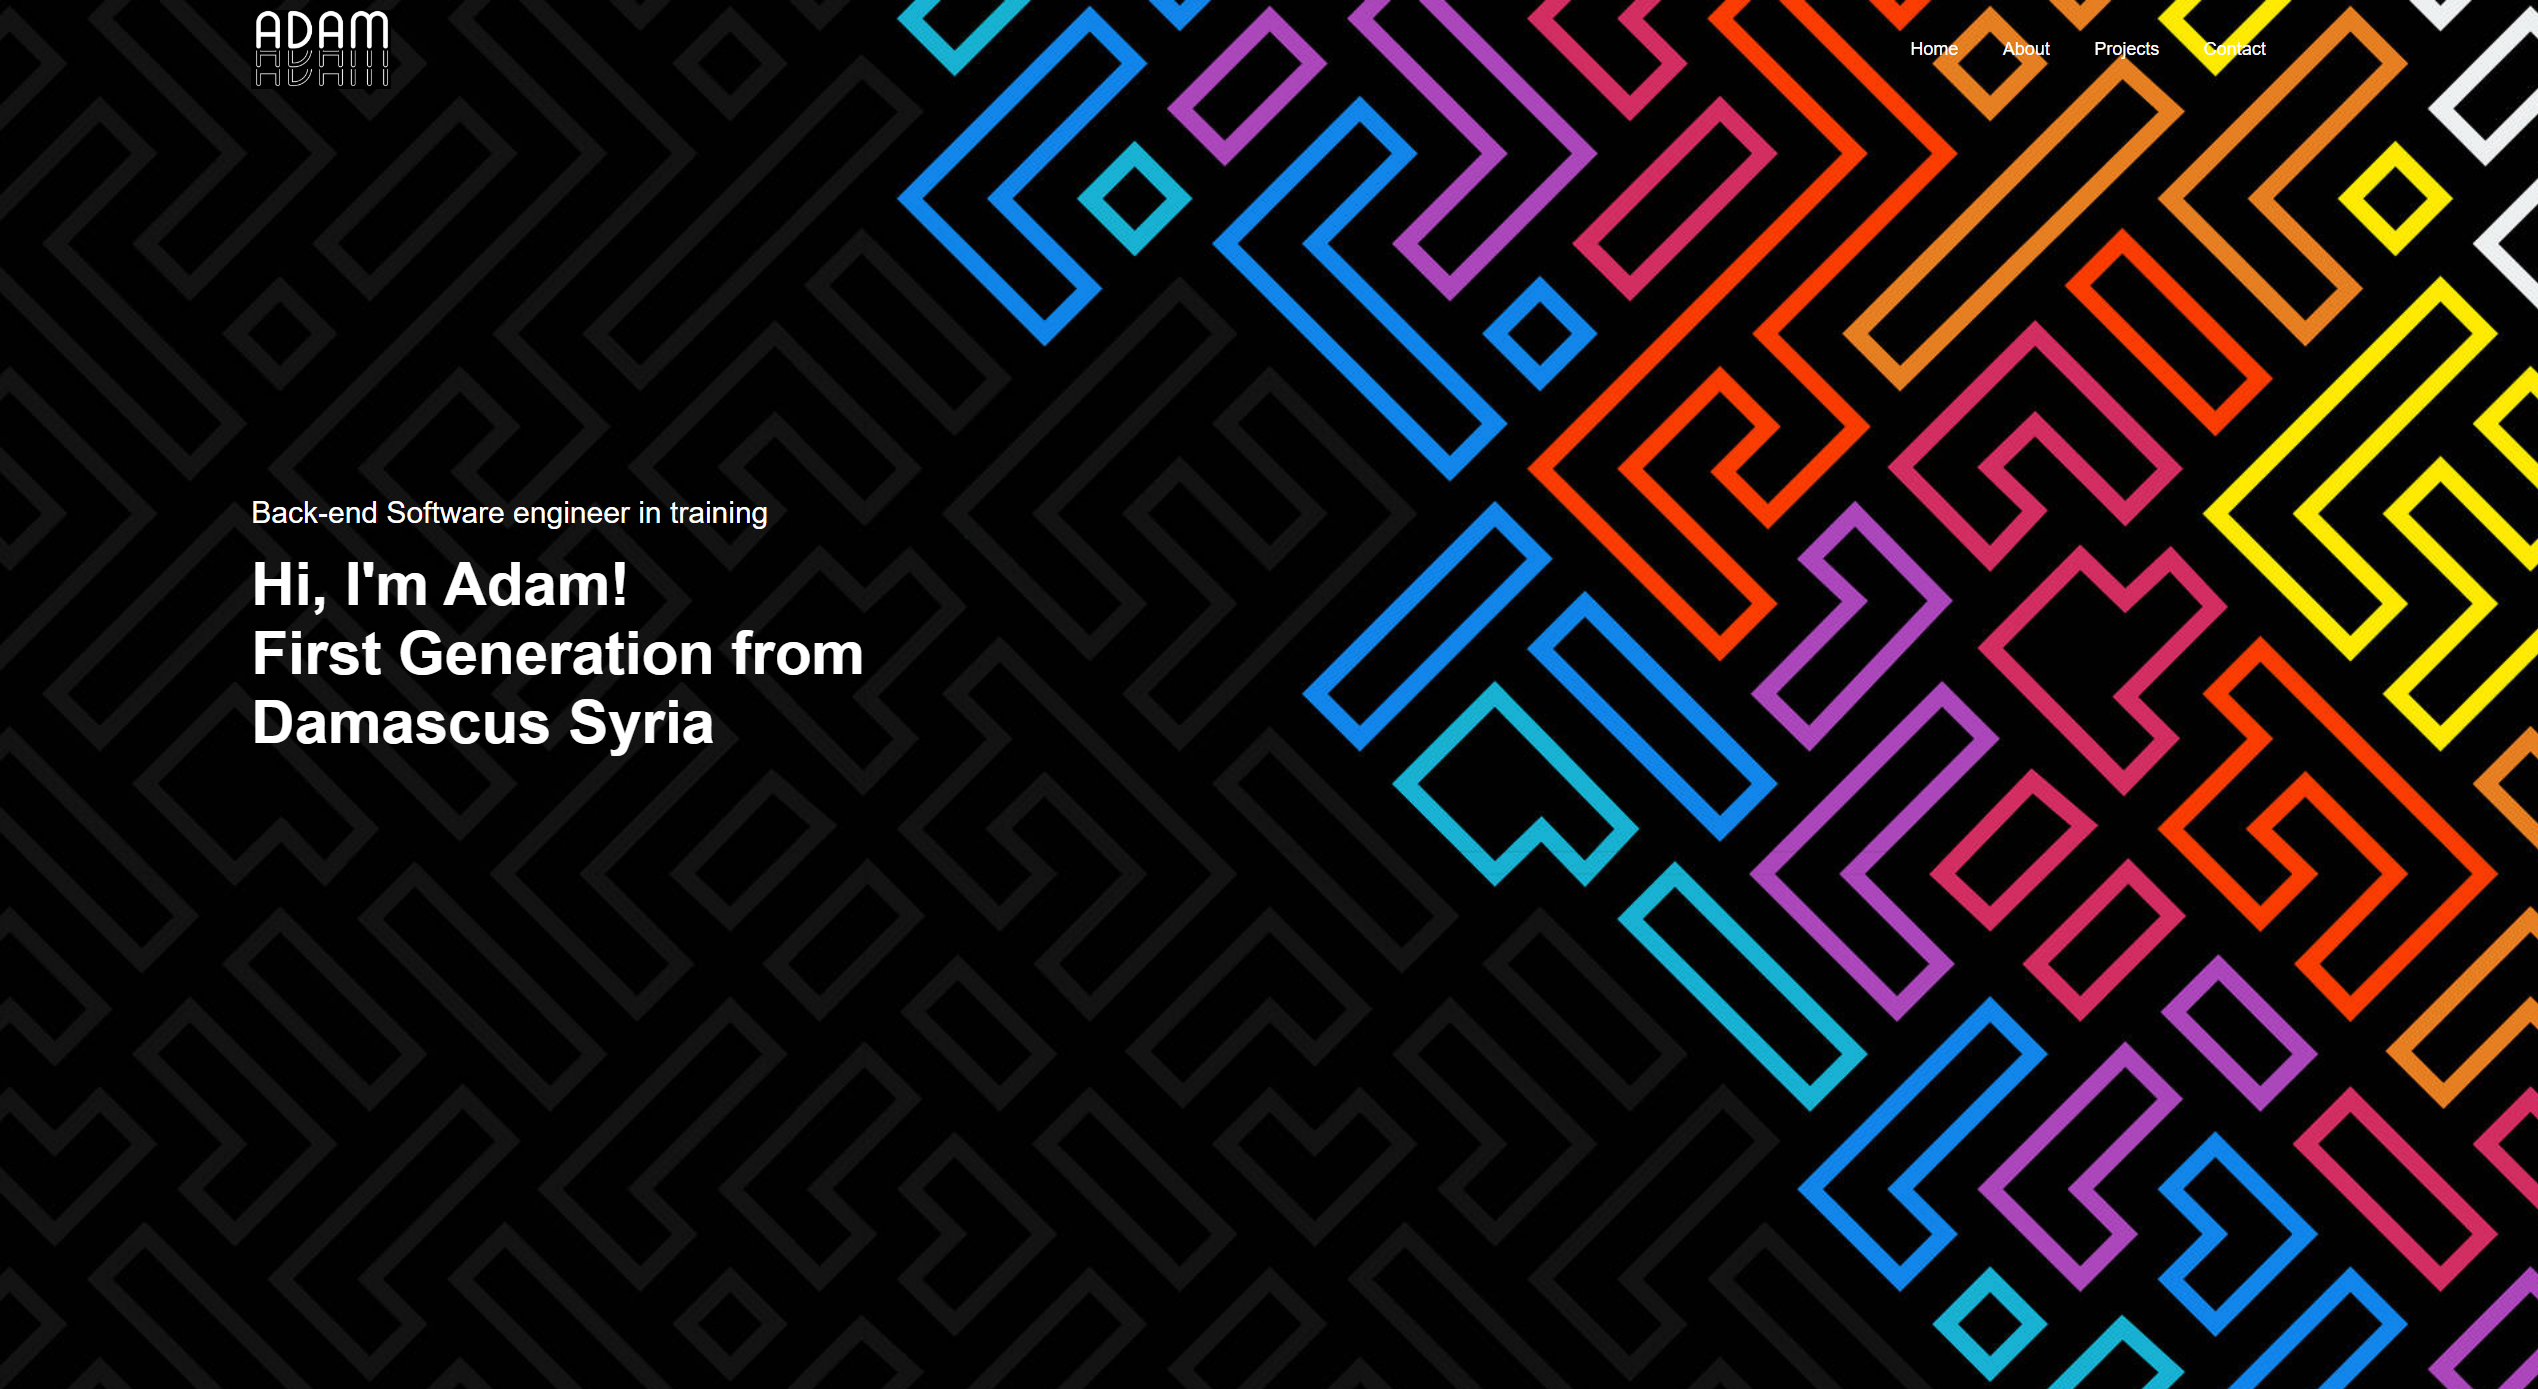 ADAM
Home About Projects Contact
Back-end Software engineer in training
Hi, I'm Adam!
First Generation from
Damascus Syria